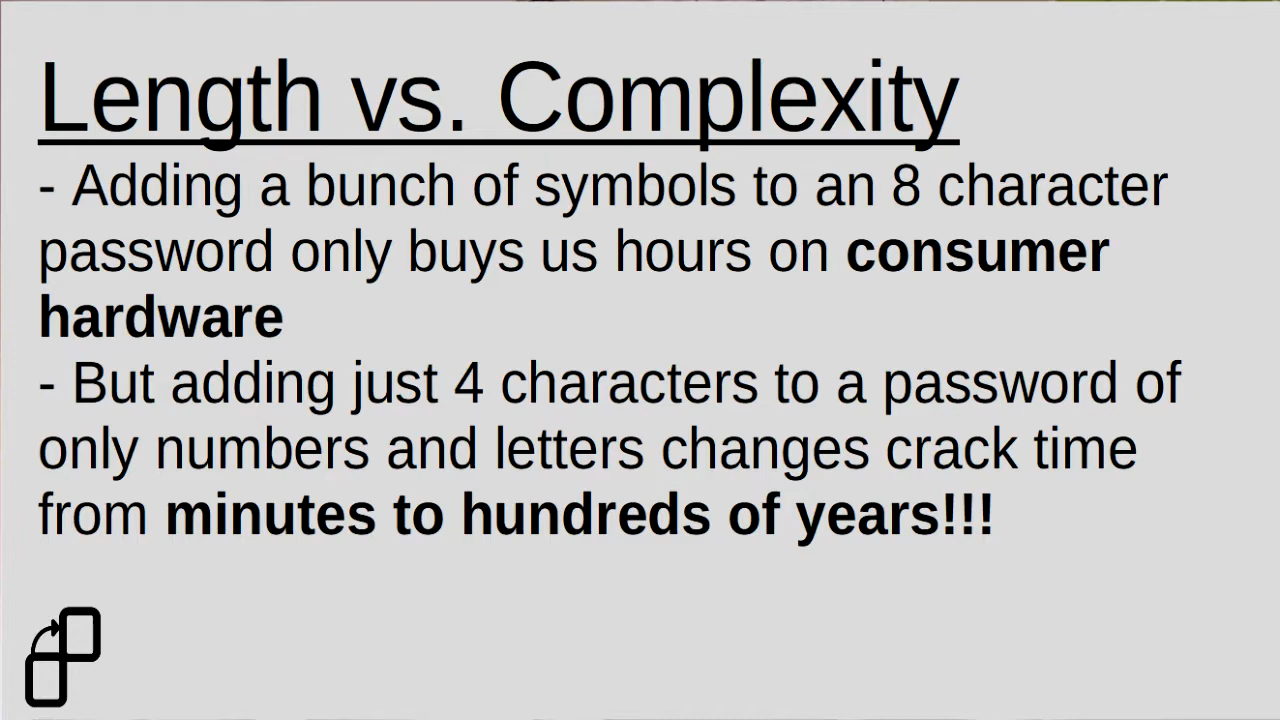 Length vs. Complexity
- Adding a bunch of symbols to an 8 character
password only buys us hours on consumer
hardware
- But adding just 4 characters to a password of
only numbers and letters changes crack time
from minutes to hundreds of years!!!